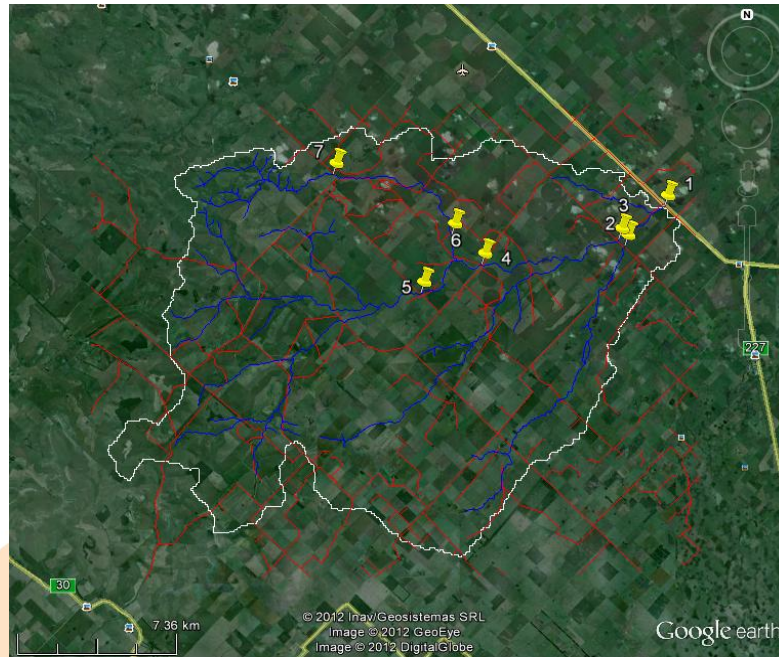 N
7
1
3
2
6
4
5
227
30
7 36 km
© 2012 Inav/Geosistemas SRL
Image © 2012 GeoEye
Image © 2012 DigitalGlobe
Google earth